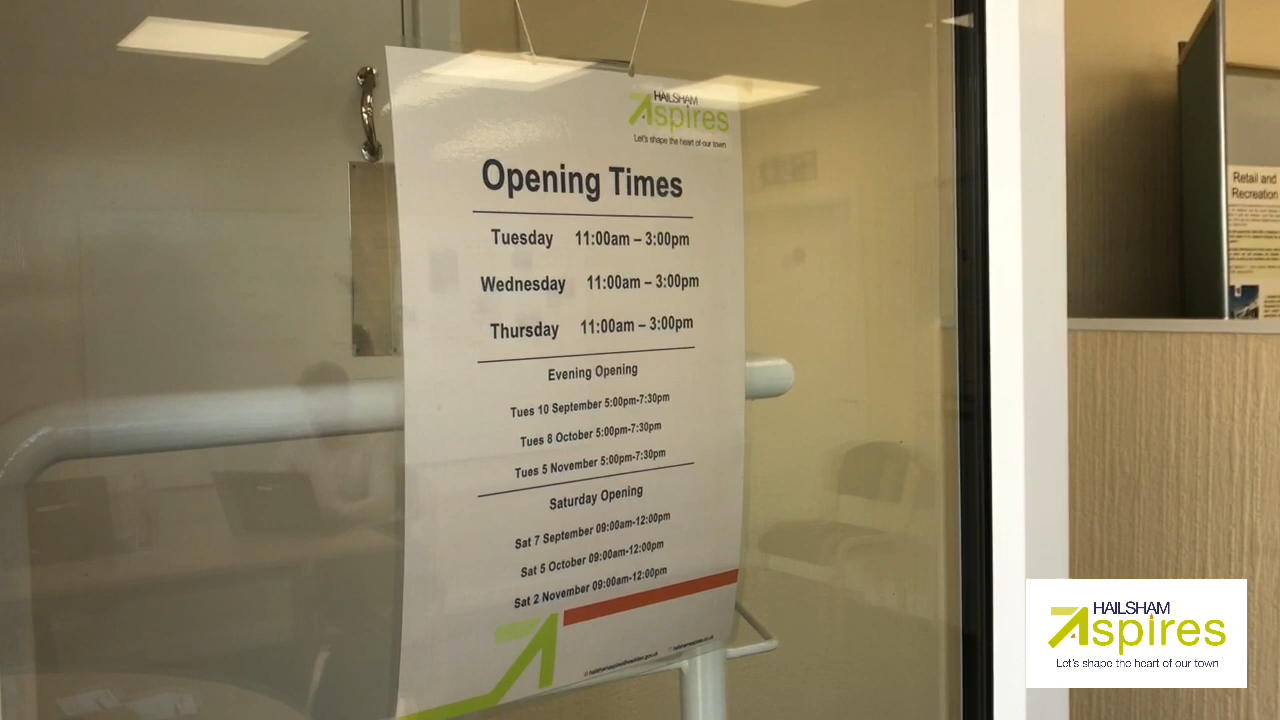 HAILSHAM
Aspires
Let's shape the heart of our town
Opening Times
Tuesday 11:00am – 3:00pm
Wednesday 11:00am – 3:00pm
Thursday 11:00am – 3:00pm
Evening Opening
Tues 10 September 5:00pm-7:30pm
Tues 8 October 5:00pm-7:30pm
Tues 5 November 5:00pm-7:30pm
Saturday Opening
Sat 7 September 09:00am-12:00pm
Sat 5 October 09:00am-12:00pm
Sat 2 November 09:00am-12:00pm
Retail and
Recreation
HAILSHAM
Aspires
Let's shape the heart of our town